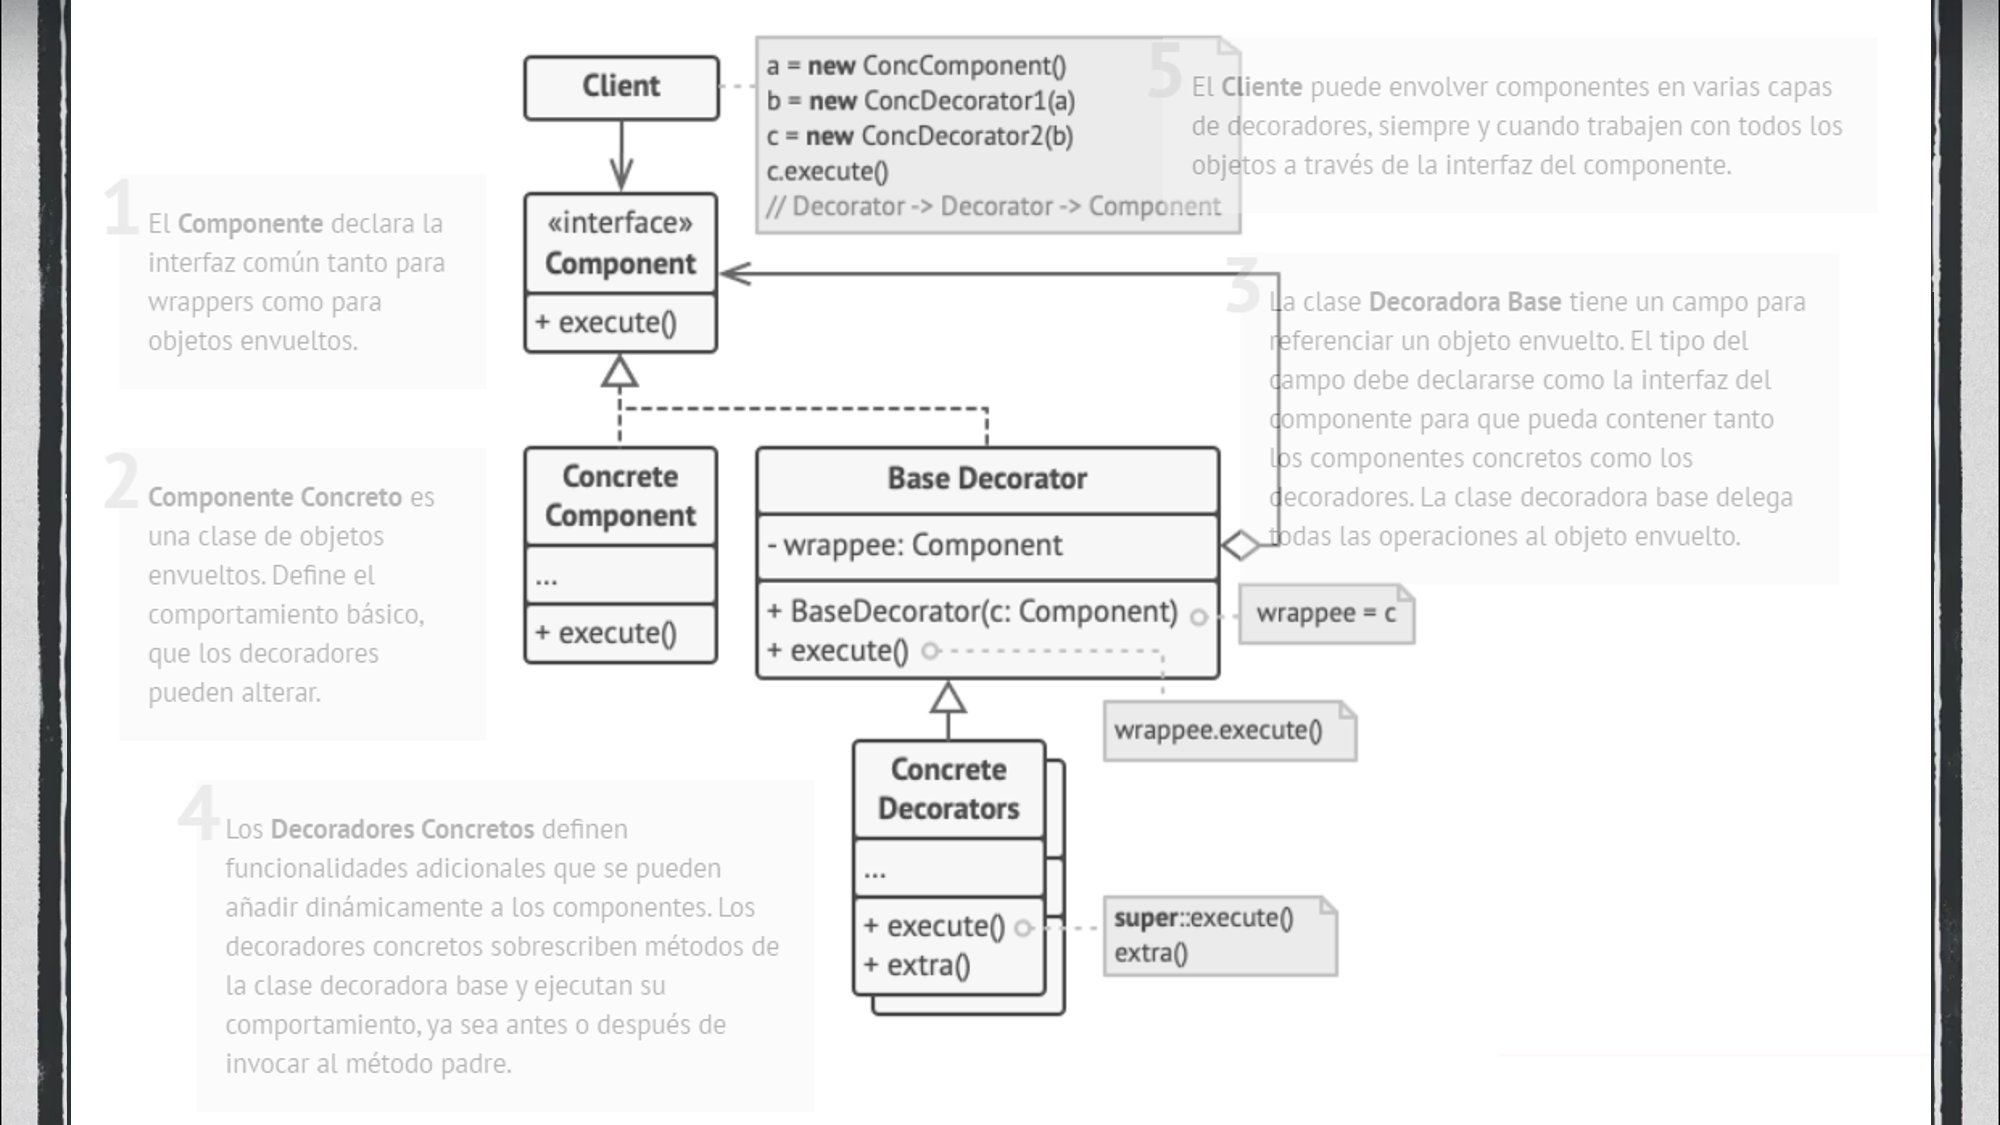 Client
a = new ConcComponent()
b = new ConcDecorator1(a)
c = new ConcDecorator2(b)
c.execute()
// Decorator -> Decorator -> Component
5
El Cliente puede envolver componentes en varias capas
de decoradores, siempre y cuando trabajen con todos los
objetos a través de la interfaz del componente.
1
El Componente declara la
interfaz común tanto para
wrappers como para
objetos envueltos.
«interface»
Component
+ execute()
3
La clase Decoradora Base tiene un campo para
referenciar un objeto envuelto. El tipo del
campo debe declararse como la interfaz del
componente para que pueda contener tanto
los componentes concretos como los
decoradores. La clase decoradora base delega
todas las operaciones al objeto envuelto.
2
Componente Concreto es
una clase de objetos
envueltos. Define el
comportamiento básico,
que los decoradores
pueden alterar.
Concrete
Component
...
+ execute()
Base Decorator
- wrappee: Component
+ BaseDecorator(c: Component)
+ execute()
wrappee = c
wrappee.execute()
4
Los Decoradores Concretos definen
funcionalidades adicionales que se pueden
añadir dinámicamente a los componentes. Los
decoradores concretos sobrescriben métodos de
la clase decoradora base y ejecutan su
comportamiento, ya sea antes o después de
invocar al método padre.
Concrete
Decorators
...
+ execute()
+ extra()
super::execute()
extra()